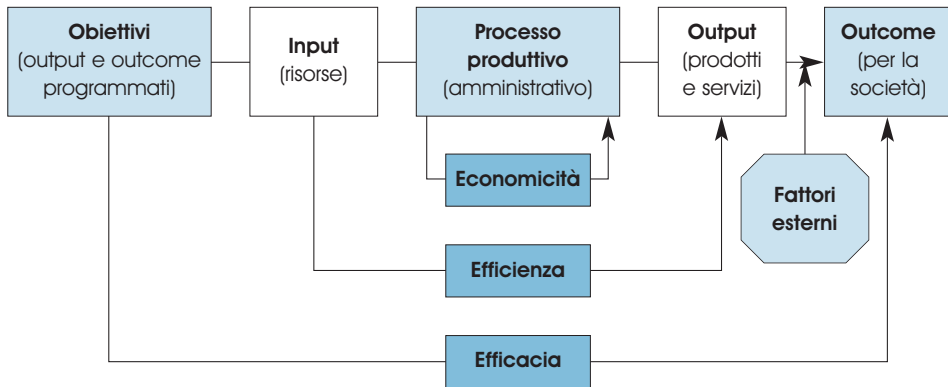 Obiettivi
(output e outcome
programmati)
Input
(risorse)
Processo
produttivo
(amministrativo)
Output
(prodotti
e servizi)
Outcome
(per la
società)
Economicità
Fattori
esterni
Efficienza
Efficacia